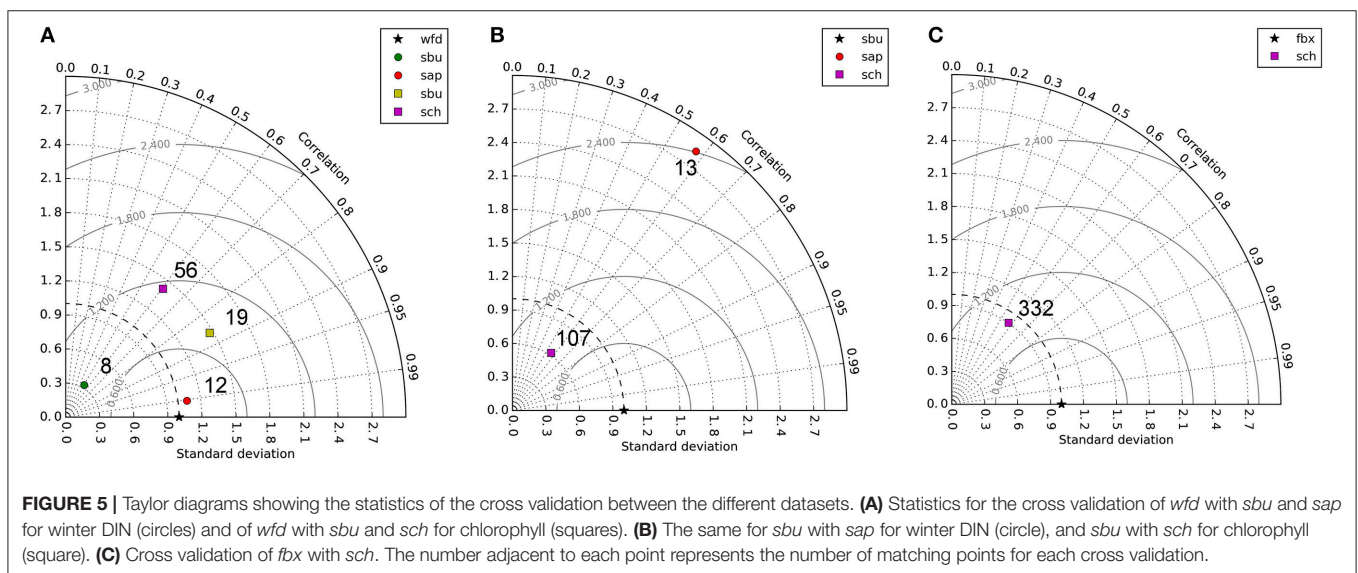 A
wfd
sbu
sap
sbu
sch
0.0 0.1 0.2 0.3 0.4 0.5 0.6 0.7 0.8 0.9 0.95 0.99
Correlation
3.000
2.400
1.800
1.200
0.600
2.7
2.4
2.1
1.8
1.5
1.2
0.9
0.6
0.3
0.0
56
19
8
12
0.0 0.3 0.6 0.9 1.2 1.5 1.8 2.1 2.4 2.7
Standard deviation
B
sbu
sap
sch
0.0 0.1 0.2 0.3 0.4 0.5 0.6 0.7 0.8 0.9 0.95 0.99
Correlation
3.000
2.400
1.800
1.200
0.600
2.7
2.4
2.1
1.8
1.5
1.2
0.9
0.6
0.3
0.0
13
107
0.0 0.3 0.6 0.9 1.2 1.5 1.8 2.1 2.4 2.7
Standard deviation
C
fbx
sch
0.0 0.1 0.2 0.3 0.4 0.5 0.6 0.7 0.8 0.9 0.95 0.99
Correlation
3.000
2.400
1.800
1.200
0.600
2.7
2.4
2.1
1.8
1.5
1.2
0.9
0.6
0.3
0.0
332
0.0 0.3 0.6 0.9 1.2 1.5 1.8 2.1 2.4 2.7
Standard deviation
FIGURE 5 | Taylor diagrams showing the statistics of the cross validation between the different datasets. (A) Statistics for the cross validation of wfd with sbu and sap
for winter DIN (circles) and of wfd with sbu and sch for chlorophyll (squares). (B) The same for sbu with sap for winter DIN (circle), and sbu with sch for chlorophyll
(square). (C) Cross validation of fbx with sch. The number adjacent to each point represents the number of matching points for each cross validation.